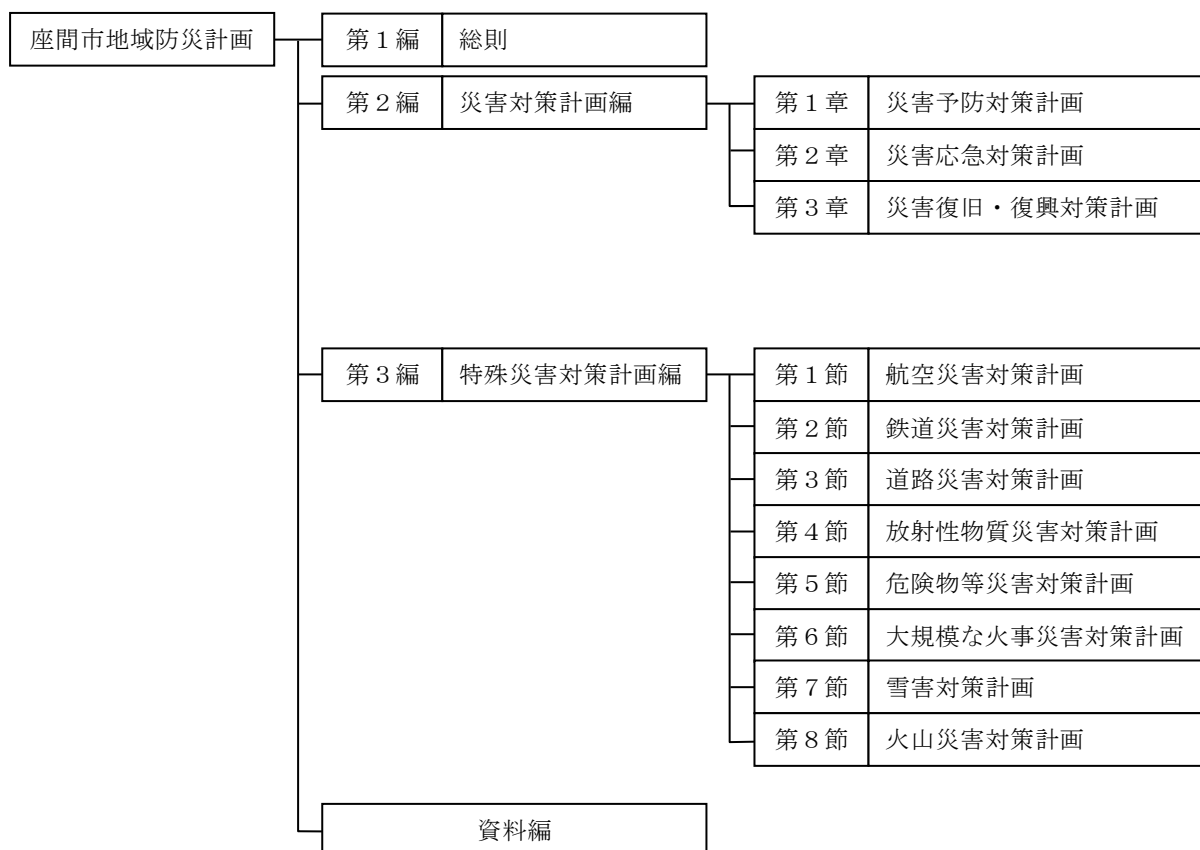 座間市地域防災計画
第1編 総則
第2編 災害対策計画編
第1章 災害予防対策計画
第2章 災害応急対策計画
第3章 災害復旧・復興対策計画
第3編 特殊災害対策計画編
第1節 航空災害対策計画
第2節 鉄道災害対策計画
第3節 道路災害対策計画
第4節 放射性物質災害対策計画
第5節 危険物等災害対策計画
第6節 大規模な火事災害対策計画
第7節 雪害対策計画
第8節 火山災害対策計画
資料編